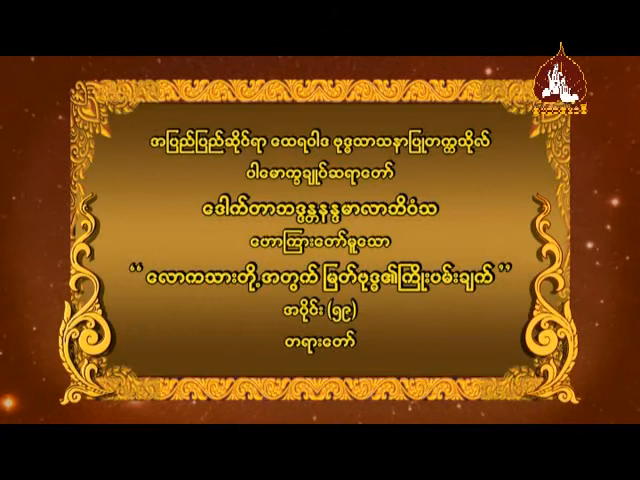 အပြည်ပြည်ဆိုင်ရာ ထေရဝါဒ ဗုဒ္ဓသာသနာပြုတက္ကသိုလ်
ပါမောက္ခချုပ်ဆရာတော်
ဒေါက်တာဘဒ္ဒန္တနန္ဒမာလာဘိဝံသ
ဟောကြားတော်မူသော
“ လောကသားတို့အတွက် မြတ်ဗုဒ္ဓ၏ကြိုးပမ်းချက် ”
အပိုင်း (၅၉)
တရားတော်